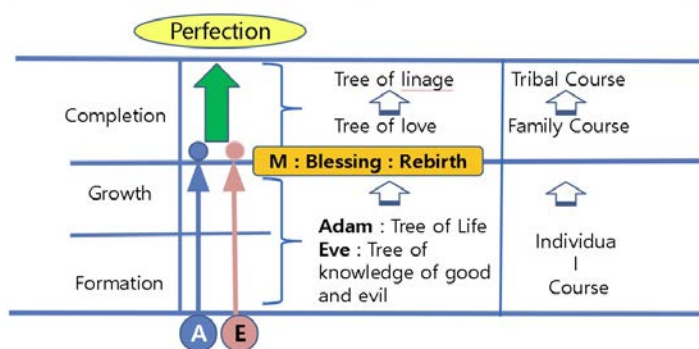 Perfection
Completion
Tree of linage
Tree of love
Tribal Course
Family Course
M : Blessing : Rebirth
Growth
Adam : Tree of Life
Eve : Tree of
knowledge of good
and evil
Individua
l
Course
Formation
A
E